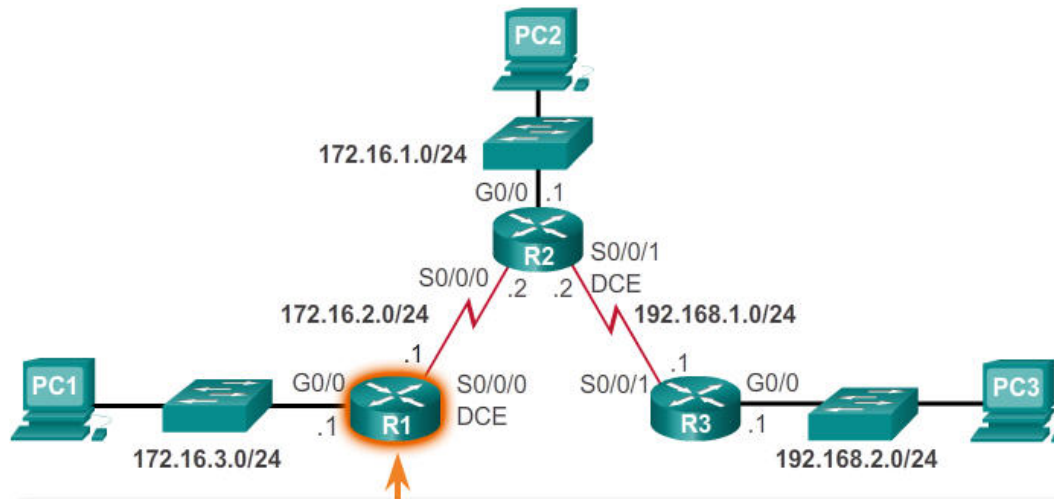 PC2
172.16.1.0/24
G0/0 .1
R2
S0/0/0
S0/0/1
.2 .2 DCE
172.16.2.0/24
192.168.1.0/24
.1
.1
PC1
G0/0
S0/0/0
S0/0/1
G0/0
PC3
R1
DCE
R3
.1
.1
172.16.3.0/24
192.168.2.0/24